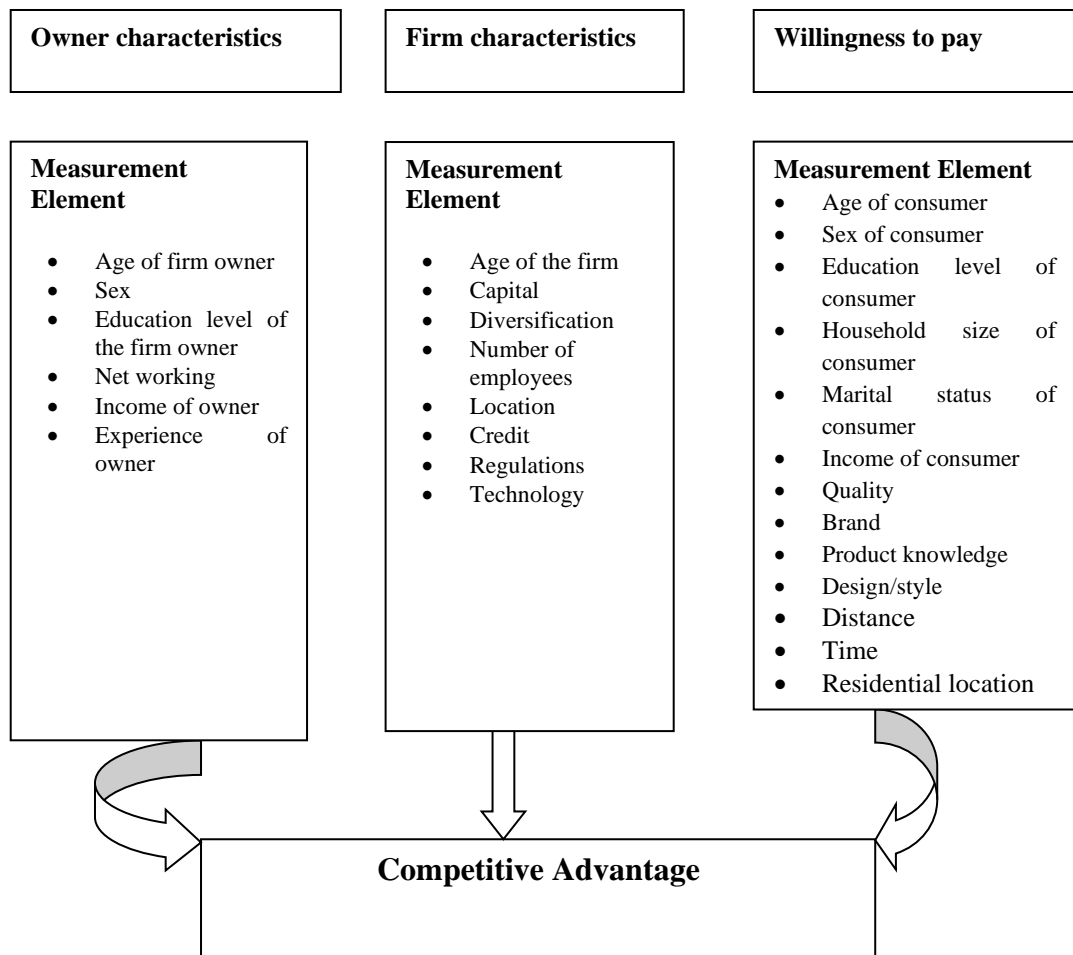 Owner characteristics
Firm characteristics
Willingness to pay
Measurement
Element
• Age of firm owner
• Sex
• Education level of
the firm owner
• Net working
• Income of owner
• Experience of
owner
Measurement
Element
• Age of the firm
• Capital
• Diversification
• Number of
employees
• Location
• Credit
• Regulations
• Technology
Measurement Element
• Age of consumer
• Sex of consumer
• Education level of
consumer
• Household size of
consumer
• Marital status of
consumer
• Income of consumer
• Quality
• Brand
• Product knowledge
• Design/style
• Distance
• Time
• Residential location
Competitive Advantage